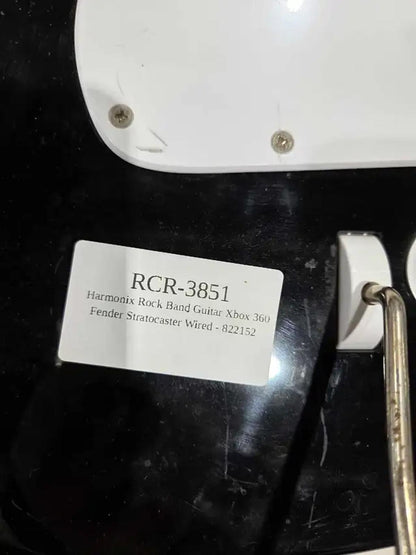 RCR-3851
Harmonix Rock Band Guitar Xbox 360
Fender Stratocaster Wired - 822152